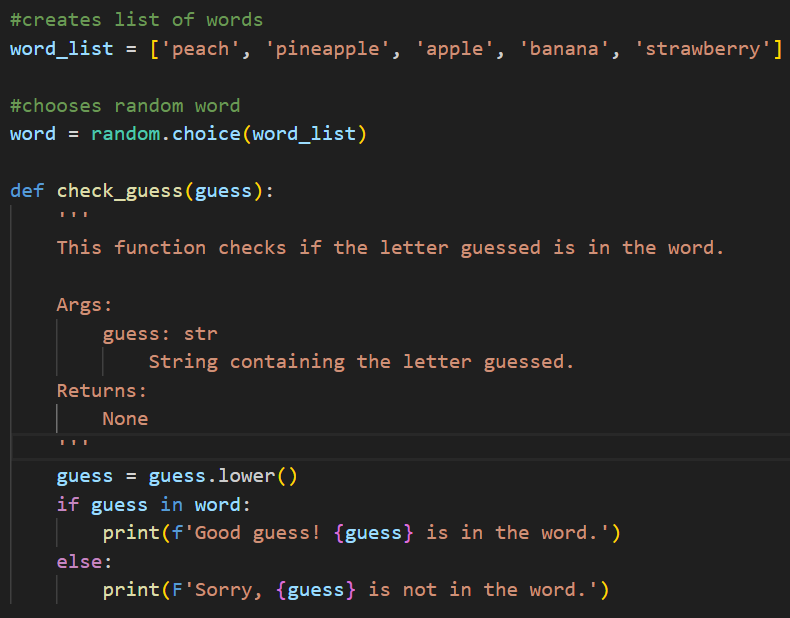 #creates list of words
word_list = ['peach', 'pineapple', 'apple', 'banana', 'strawberry']

#chooses random word
word = random.choice(word_list)

def check_guess(guess):
    '''
    This function checks if the letter guessed is in the word.

    Args:
        guess: str
            String containing the letter guessed.
    Returns:
        None
    '''
    guess = guess.lower()
    if guess in word:
        print(f'Good guess! {guess} is in the word.')
    else:
        print(F'Sorry, {guess} is not in the word.')